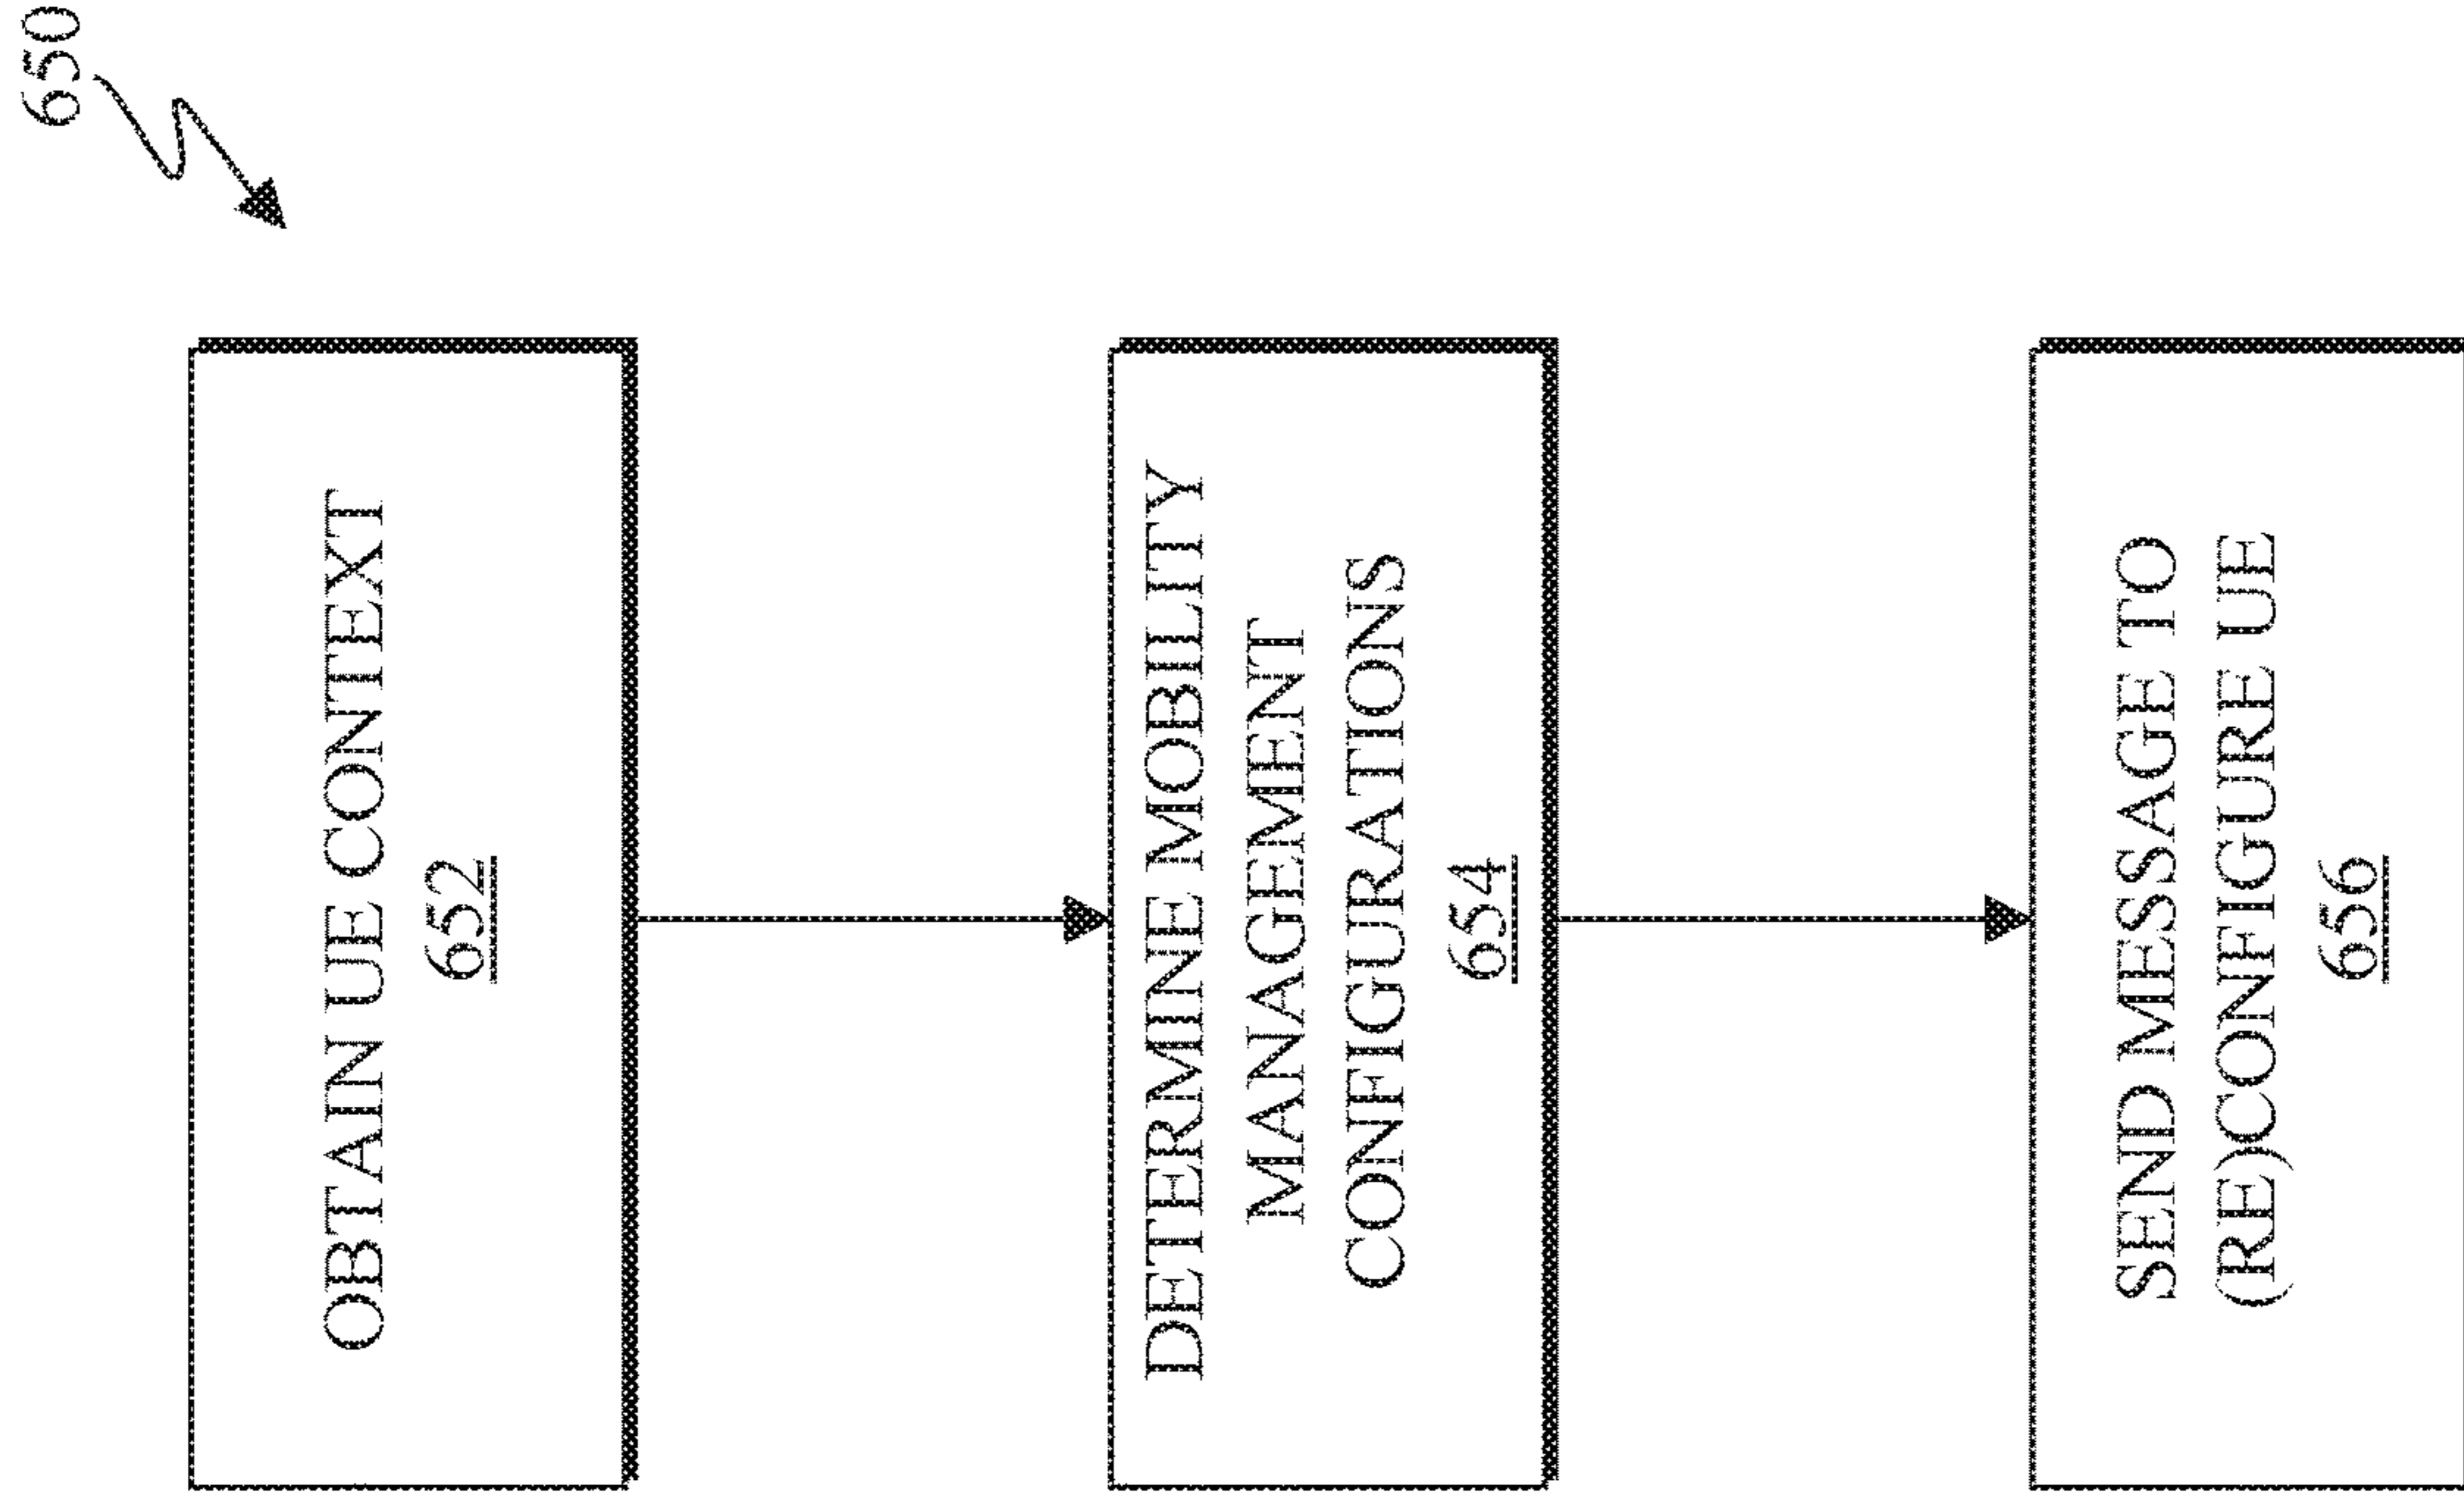 650
OBTAIN UE CONTEXT
652
DETERMINE MOBILITY
MANAGEMENT
CONFIGURATIONS
654
SEND MESSAGE TO
(RE)CONFIGURE UE
656